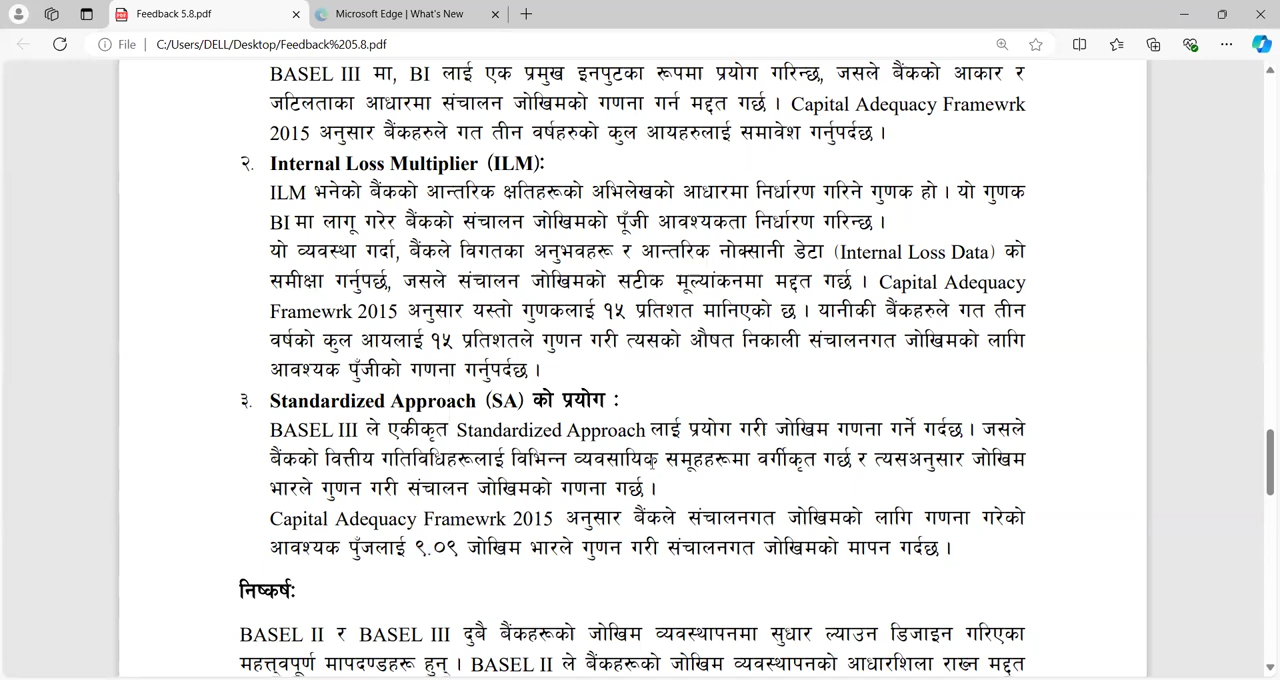 Feedback 5.8.pdf
Microsoft Edge | What's New
File
C:/Users/DELL/Desktop/Feedback%205.8.pdf
BASEL III मा, BI लाई एक प्रमुख इनपुटका रूपमा प्रयोग गरिन्छ, जसले बैंकको आकार र
जटिलताका आधारमा संचालन जोखिमको गणना गर्न मद्दत गर्छ । Capital Adequacy Framewrk
2015 अनुसार बैंकहरुले गत तीन वर्षहरुको कुल आयहरुलाई समावेश गर्नुपर्दछ ।
२. Internal Loss Multiplier (ILM):
ILM भनेको बैंकको आन्तरिक क्षतिहरूको अभिलेखको आधारमा निर्धारण गरिने गुणक हो । यो गुणक
BI मा लागू गरेर बैंकको संचालन जोखिमको पूँजी आवश्यकता निर्धारण गरिन्छ ।
यो व्यवस्था गर्दा, बैंकले विगतका अनुभवहरू र आन्तरिक नोक्सानी डेटा (Internal Loss Data) को
समीक्षा गर्नुपर्छ, जसले संचालन जोखिमको सटीक मूल्यांकनमा मद्दत गर्छ । Capital Adequacy
Framewrk 2015 अनुसार यस्तो गुणकलाई १५ प्रतिशत मानिएको छ । यानीकी बैंकहरुले गत तीन
वर्षको कुल आयलाई १५ प्रतिशतले गुणन गरी त्यसको औषत निकाली संचालनगत जोखिमको लागि
आवश्यक पुँजीको गणना गर्नुपर्दछ ।
३. Standardized Approach (SA) को प्रयोग :
BASEL III ले एकीकृत Standardized Approach लाई प्रयोग गरी जोखिम गणना गर्ने गर्दछ । जसले
बैंकको वित्तीय गतिविधिहरूलाई विभिन्न व्यवसायिक समूहहरूमा वर्गीकृत गर्छ र त्यसअनुसार जोखिम
भारले गुणन गरी संचालन जोखिमको गणना गर्छ ।
Capital Adequacy Framewrk 2015 अनुसार बैंकले संचालनगत जोखिमको लागि गणना गरेको
आवश्यक पुँजलाई ९.०९ जोखिम भारले गुणन गरी संचालनगत जोखिमको मापन गर्दछ ।
निष्कर्ष:
BASEL II र BASEL III दुबै बैंकहरूको जोखिम व्यवस्थापनमा सुधार ल्याउन डिजाइन गरिएका
महत्त्वपूर्ण मापदण्डहरू हुन् । BASEL II ले बैंकहरूको जोखिम व्यवस्थापनको आधारशिला राख्न मद्दत